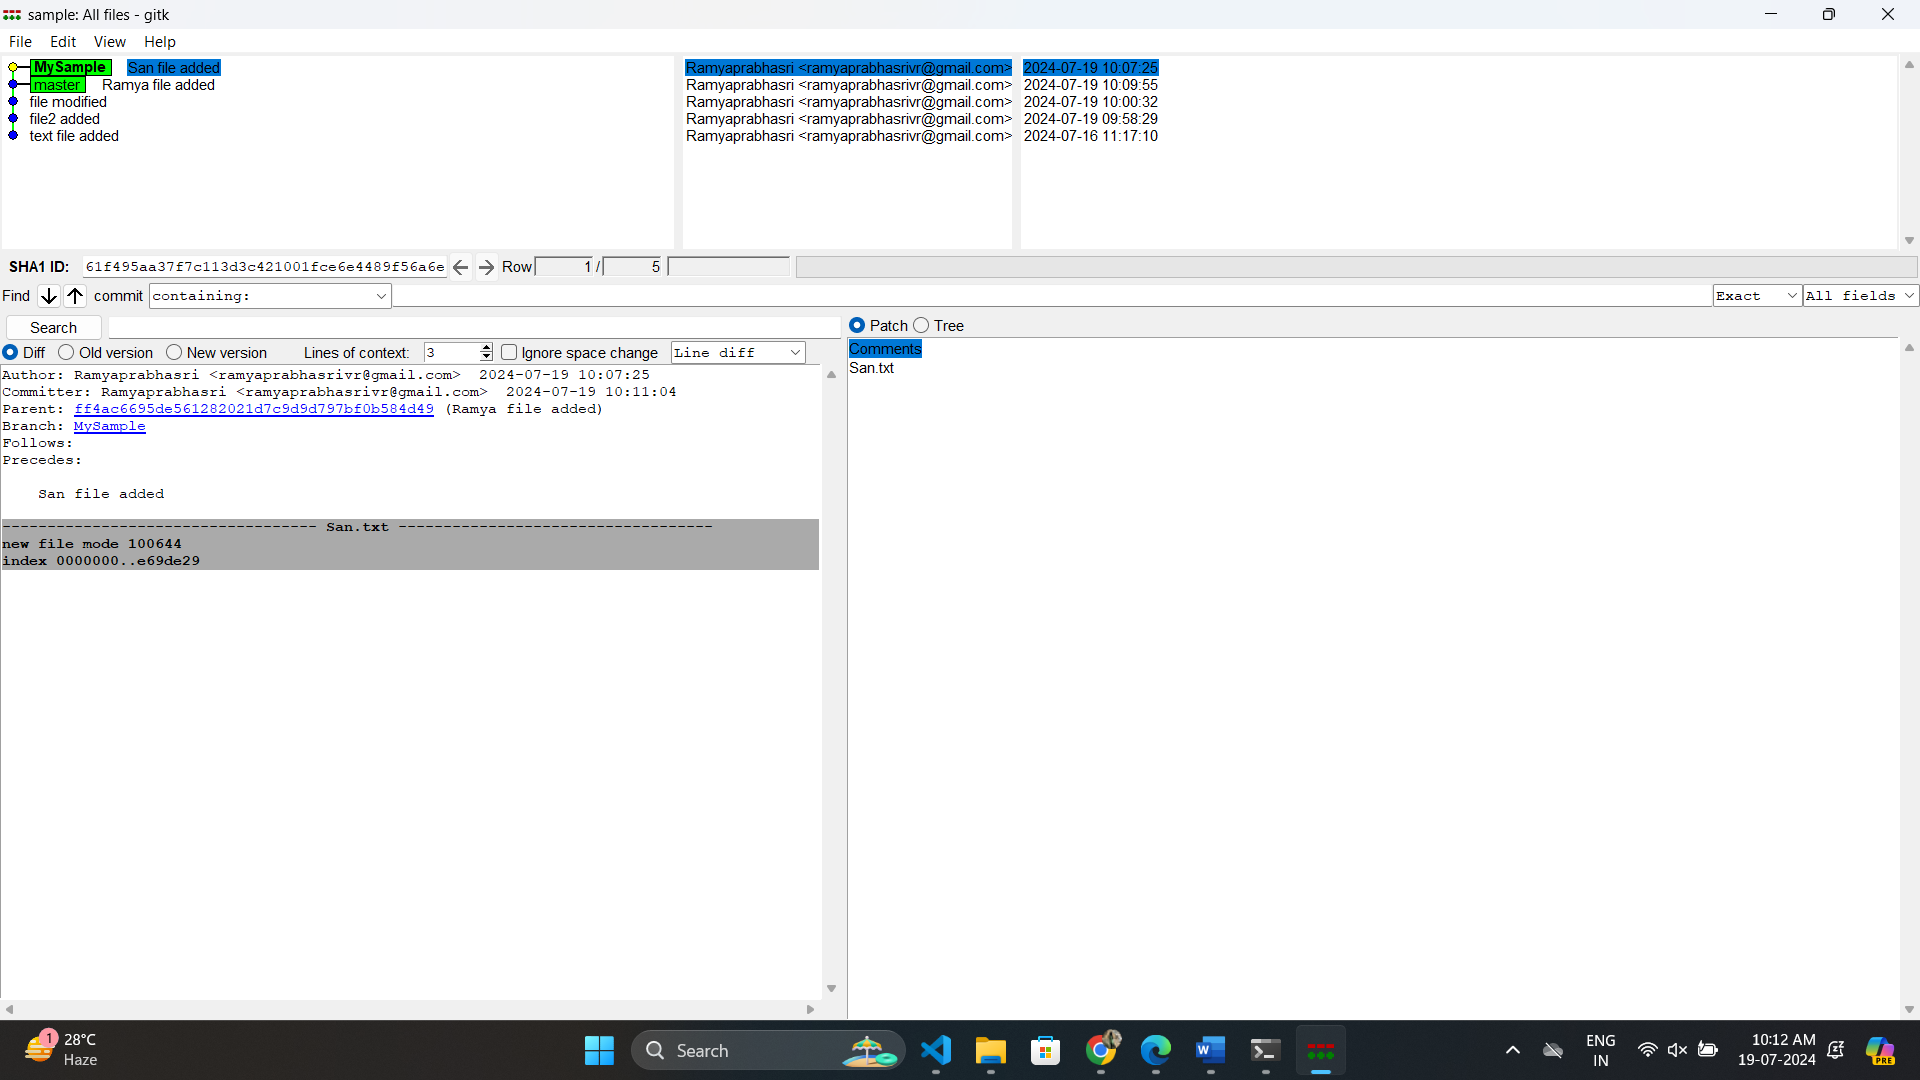 sample: All files - gitk
File Edit View Help
MySample San file added Ramyaprabhasri <ramyaprabhasrivr@gmail.com> 2024-07-19 10:07:25
master Ramya file added Ramyaprabhasri <ramyaprabhasrivr@gmail.com> 2024-07-19 10:09:55
file modified Ramyaprabhasri <ramyaprabhasrivr@gmail.com> 2024-07-19 10:00:32
file2 added Ramyaprabhasri <ramyaprabhasrivr@gmail.com> 2024-07-19 09:58:29
text file added Ramyaprabhasri <ramyaprabhasrivr@gmail.com> 2024-07-16 11:17:10
SHA1 ID: 61f495aa37f7c113d3c421001fce6e4489f56a6e Row 1 / 5
Find commit containing: Exact All fields
Search Patch Tree
Diff Old version New version Lines of context: 3 Ignore space change Line diff
Comments
San.txt
Author: Ramyaprabhasri <ramyaprabhasrivr@gmail.com>  2024-07-19 10:07:25
Committer: Ramyaprabhasri <ramyaprabhasrivr@gmail.com>  2024-07-19 10:11:04
Parent: ff4ac6695de561282021d7c9d9d797bf0b584d49 (Ramya file added)
Branch: MySample
Follows:
Precedes:
San file added
----------------------------------- San.txt -----------------------------------
new file mode 100644
index 0000000..e69de29
1 28°C
Haze
Search
ENG
IN
10:12 AM
19-07-2024
PRE